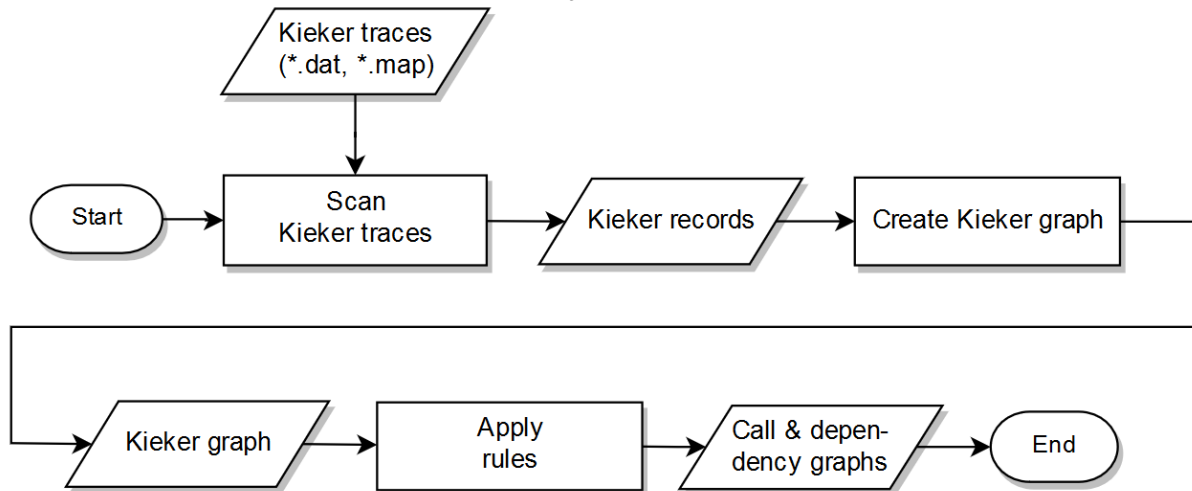 Kieker traces
(*.dat, *.map)
Start
Scan
Kieker traces
Kieker records
Create Kieker graph
Kieker graph
Apply
rules
Call & depen-
dency graphs
End